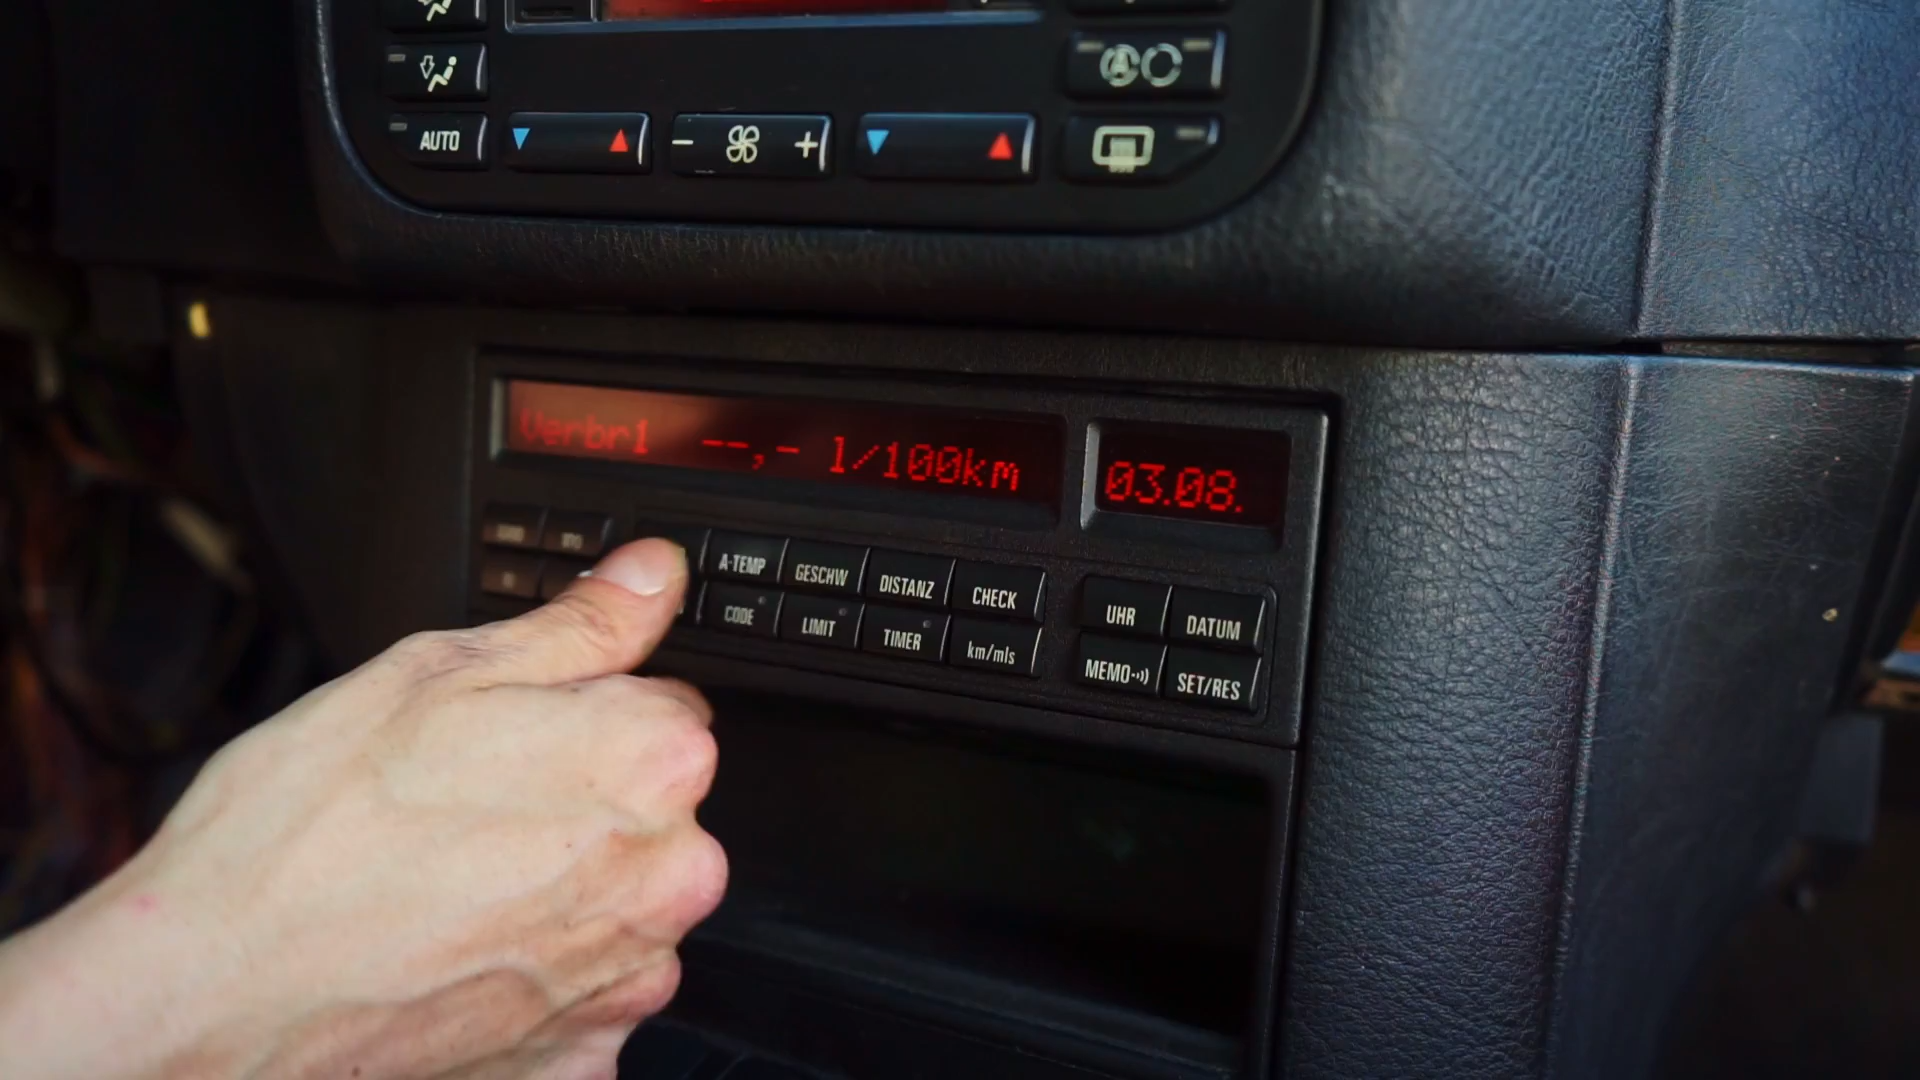 AUTO
Verbr1 --,- l/100km
03.08.
A-TEMP GESCHW DISTANZ CHECK
CODE LIMIT TIMER km/mls
UHR DATUM
MEMO SET/RES